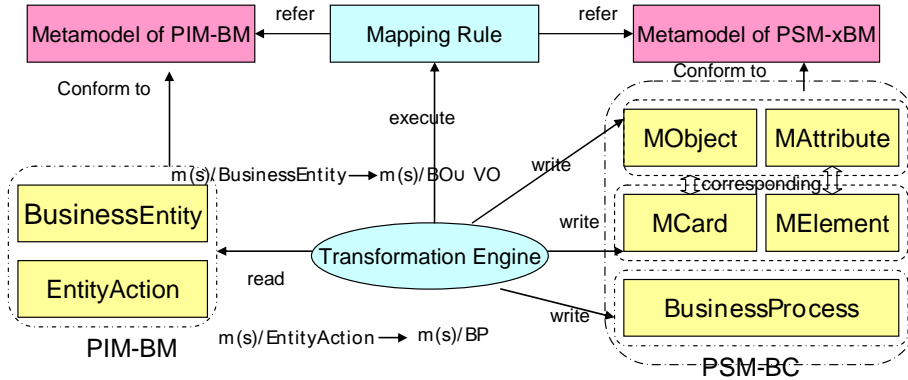 refer
refer
Metamodel of PIM-BM
Mapping Rule
Metamodel of PSM-xBM
Conform to
Conform to
execute
MObject
MAttribute
write
m(s)/BusinessEntity m(s)/BO∪ VO
corresponding
BusinessEntity
MCard
MElement
write
Transformation Engine
read
EntityAction
BusinessProcess
write
m(s)/EntityAction m(s)/BP
PIM-BM
PSM-BC